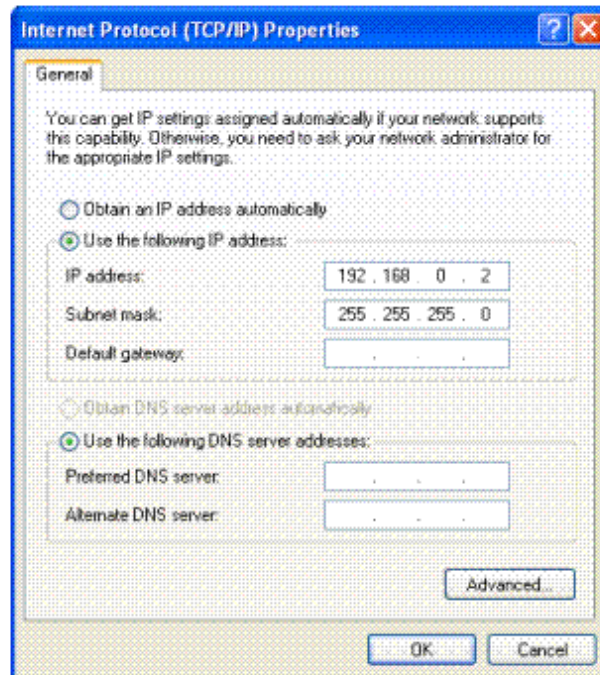 Internet Protocol (TCP/IP) Properties
General
You can get IP settings assigned automatically if your network supports
this capability. Otherwise, you need to ask your network administrator for
the appropriate IP settings.
Obtain an IP address automatically
Use the following IP address:
IP address: 192 . 168 . 0 . 2
Subnet mask: 255 . 255 . 255 . 0
Default gateway: . . .
Obtain DNS server address automatically
Use the following DNS server addresses:
Preferred DNS server: . . .
Alternate DNS server: . . .
Advanced...
OK Cancel